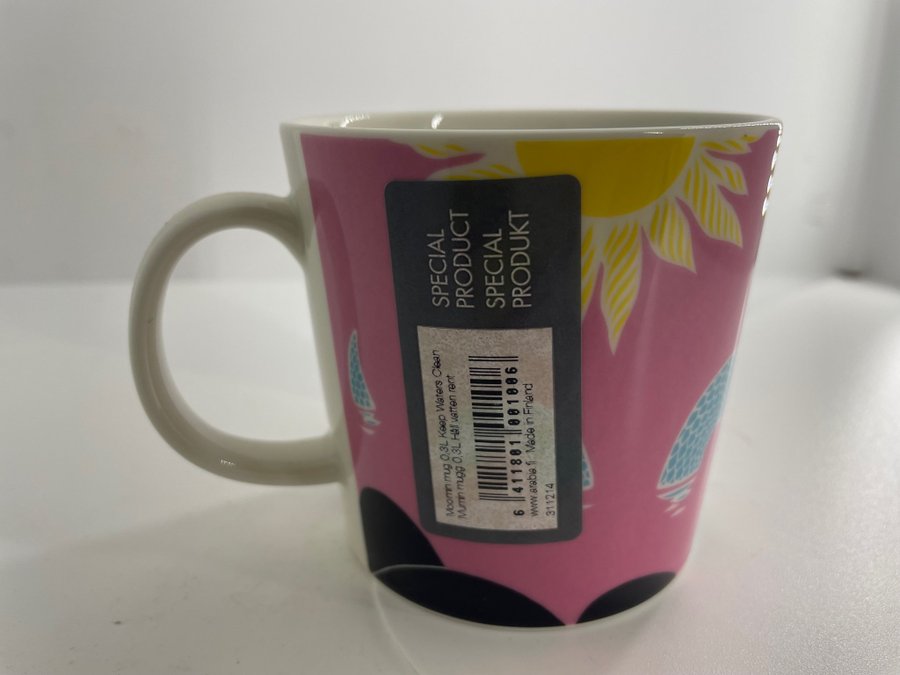 SPECIAL
PRODUCT
SPECIAL
PRODUKT
Moomin mug 0,3L Keep Waters Clean
Mumin mugg 0,3L Håll vatten rent
6 411801 001006
www.arabia.fi Made in Finland
311214